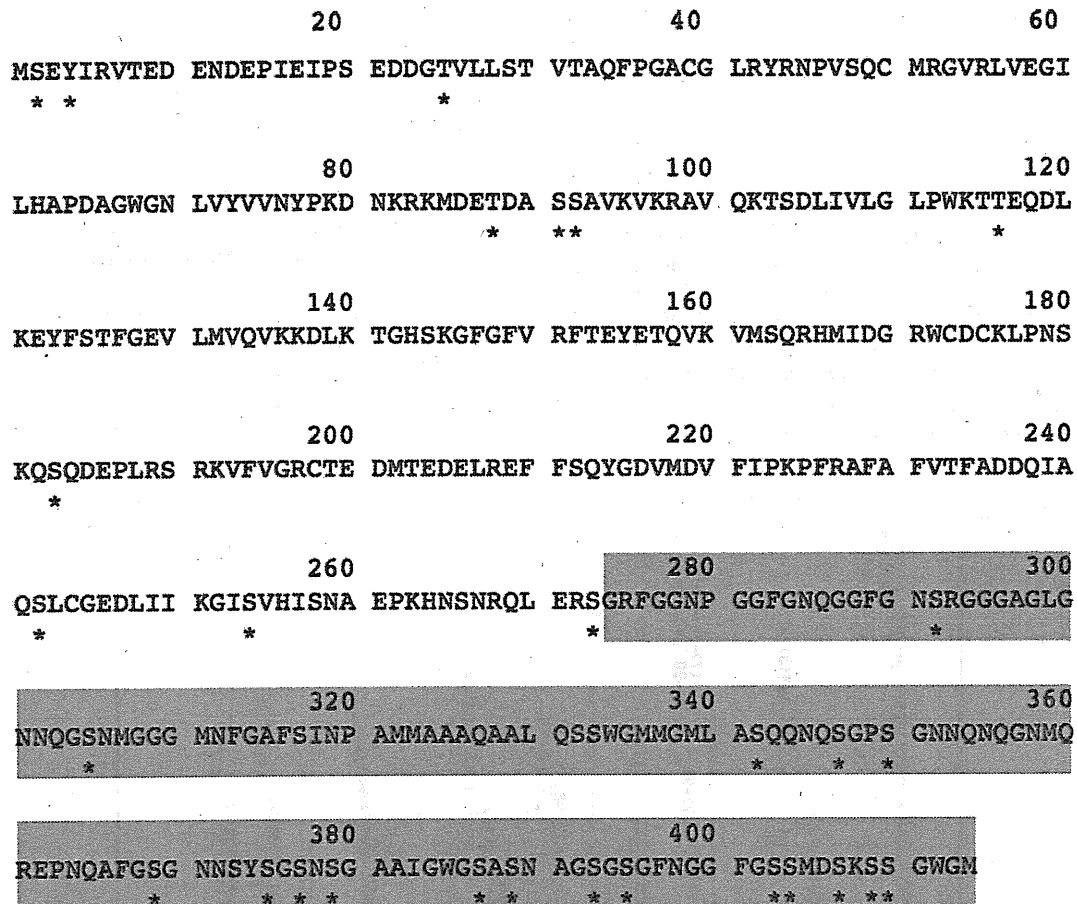 20 40 60
MSEYIRVTED ENDEPIEIPS EDDGTVLLST VTAQFPGACG LRYRNPVSQC MRGVRLVEGI
* * *
80 100 120
LHAPDAGWGN LVYVVNYPKD NKRKMDETDA SSAVKVKRAV QKTSDLIVLG LPWKTTEQDL
* ** *
140 160 180
KEYFSTFGEV LMVQVKKDLK TGHSKGFGFV RFTEYETQVK VMSQRHMIDG RWCDCKLPNS
200 220 240
KQSQDEPLRS RKVFVGRCTE DMTEDELREF FSQYGDVMDV FIPKPFRAFA FVTFADDQIA
*
260 280 300
QSLCGEDLII KGISVHISNA EPKHNSNRQL ERSGRFGGNP GGFGNQGGFG NSRGGGAGLG
* * * *
320 340 360
NNQGSNMGGG MNFGAFSINP AMMAAAQAAL QSSWGMMGML ASQQNQSGPS GNNQNQGNMQ
* * * *
380 400
REPNQAFGSG NNSYSGSNSG AAIGWGSASN AGSGSGFNGG FGSSMDSKSS GWGM
* * * * * * * * ** * **